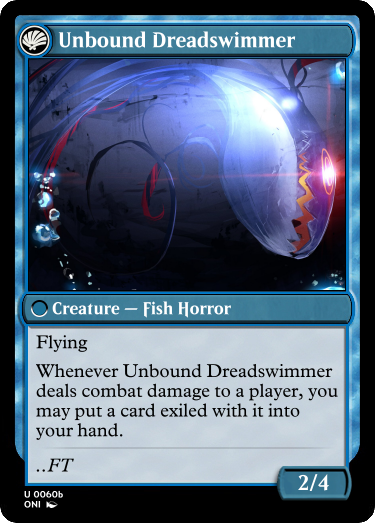 Unbound Dreadswimmer
Creature — Fish Horror
Flying
Whenever Unbound Dreadswimmer
deals combat damage to a player, you
may put a card exiled with it into
your hand.
..FT
2/4
U 0060b
ONI